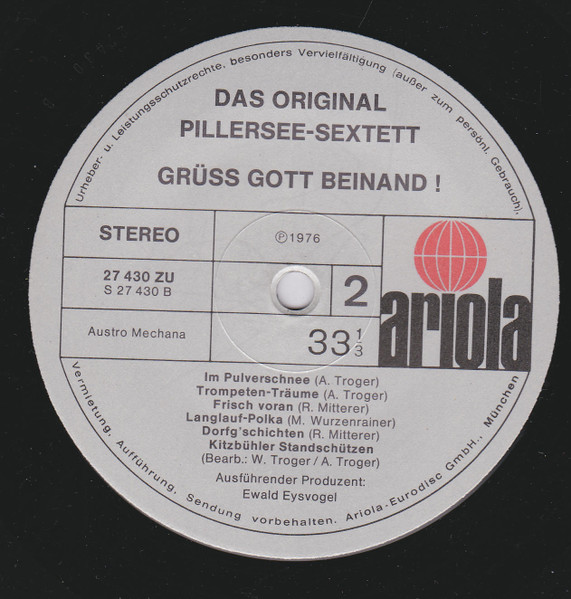 Urheber- u. Leistungsschutzrechte, besonders Vervielfältigung (außer zum persönl. Gebrauch),
DAS ORIGINAL
PILLERSEE-SEXTETT
GRÜSS GOTT BEINAND !
STEREO
℗ 1976
27 430 ZU
S 27 430 B
2
ariola
Austro Mechana
33 1/3
Im Pulverschnee (A. Troger)
Trompeten-Träume (A. Troger)
Frisch voran (R. Mitterer)
Langlauf-Polka (M. Wurzenrainer)
Dorfg'schichten (R. Mitterer)
Kitzbühler Standschützen
(Bearb.: W. Troger / A. Troger)
Ausführender Produzent:
Ewald Eysvogel
Vermietung, Aufführung, Sendung vorbehalten. Ariola-Eurodisc GmbH., München